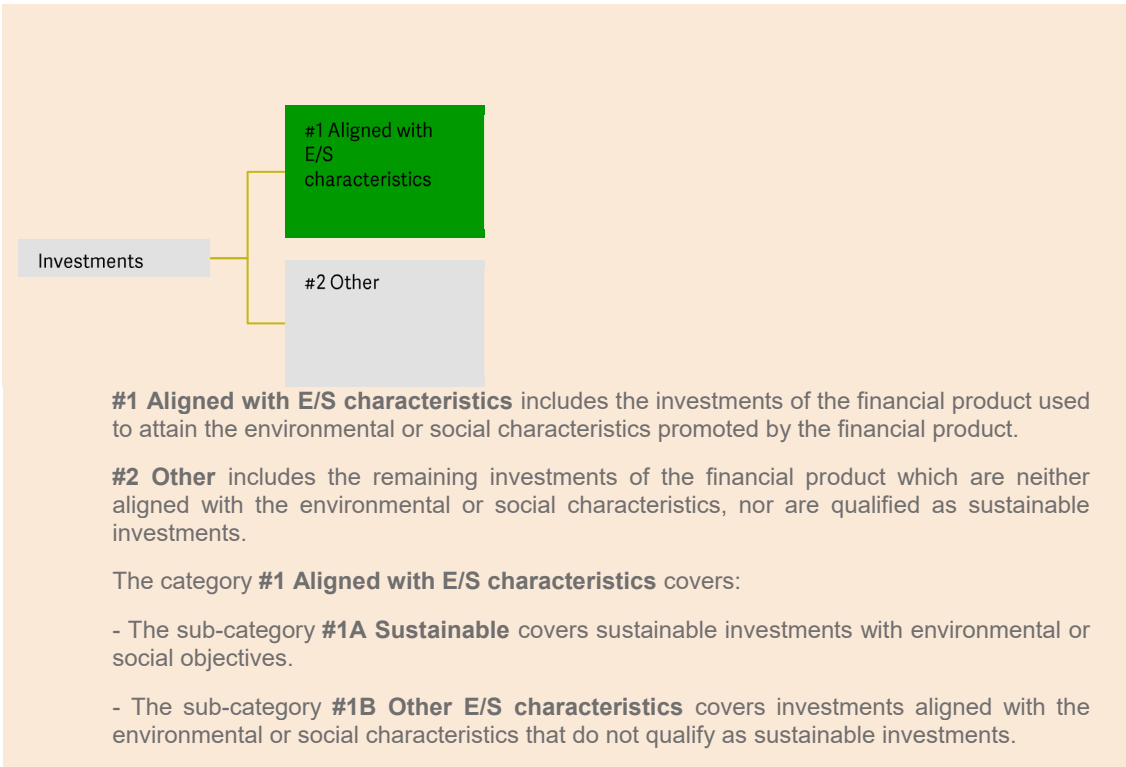 #1 Aligned with
E/S
characteristics
Investments
#2 Other
#1 Aligned with E/S characteristics includes the investments of the financial product used
to attain the environmental or social characteristics promoted by the financial product.
#2 Other includes the remaining investments of the financial product which are neither
aligned with the environmental or social characteristics, nor are qualified as sustainable
investments.
The category #1 Aligned with E/S characteristics covers:
- The sub-category #1A Sustainable covers sustainable investments with environmental or
social objectives.
- The sub-category #1B Other E/S characteristics covers investments aligned with the
environmental or social characteristics that do not qualify as sustainable investments.